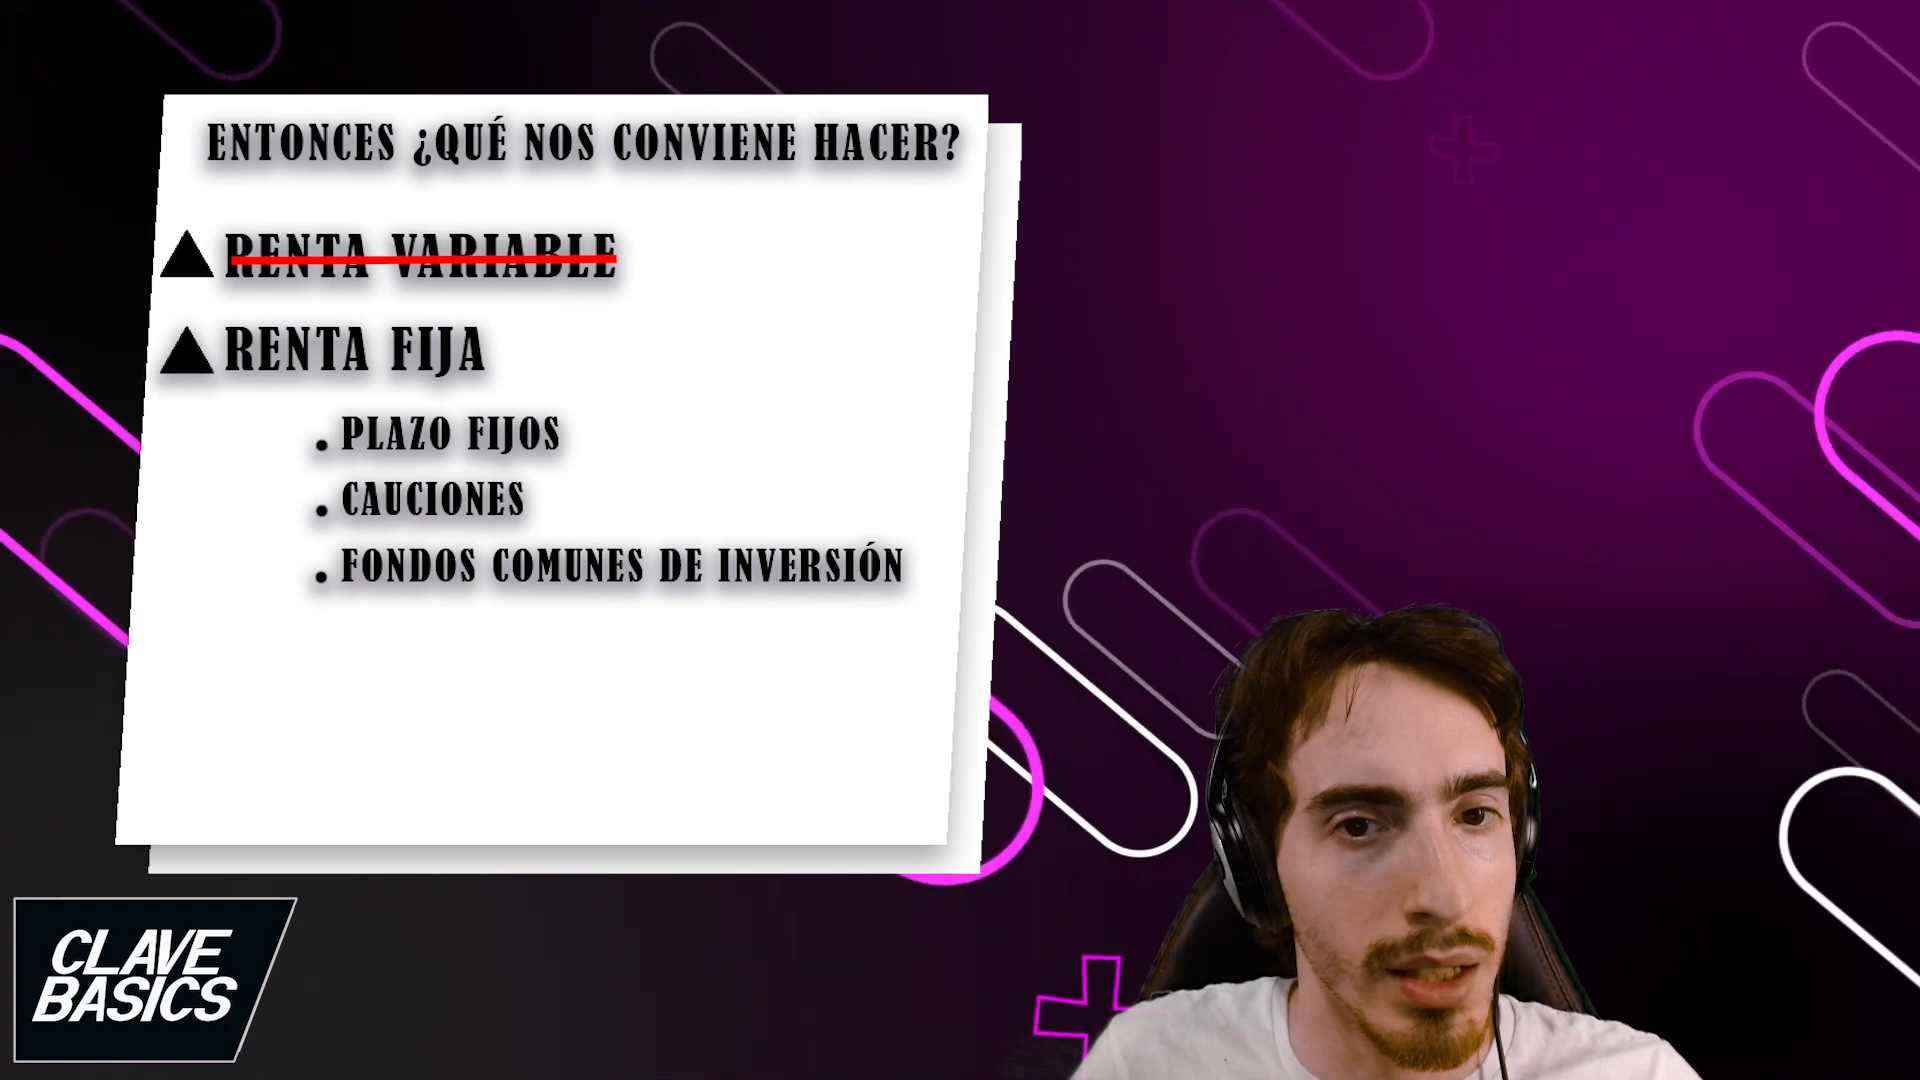 ENTONCES ¿QUÉ NOS CONVIENE HACER?
RENTA VARIABLE
RENTA FIJA
. PLAZO FIJOS
. CAUCIONES
. FONDOS COMUNES DE INVERSIÓN
CLAVE
BASICS